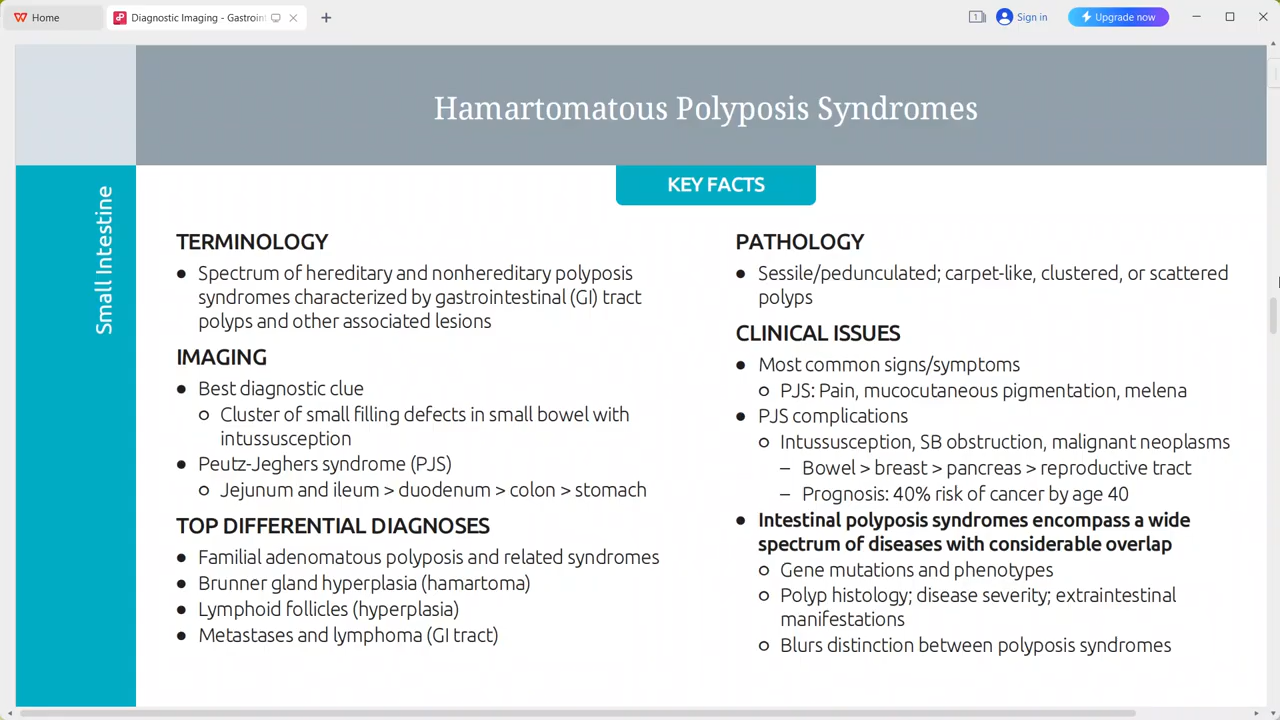 Home
Diagnostic Imaging - Gastroint
1
Sign in
Upgrade now
Hamartomatous Polyposis Syndromes
Small Intestine
KEY FACTS
TERMINOLOGY
● Spectrum of hereditary and nonhereditary polyposis
syndromes characterized by gastrointestinal (GI) tract
polyps and other associated lesions
IMAGING
● Best diagnostic clue
○ Cluster of small filling defects in small bowel with
intussusception
● Peutz-Jeghers syndrome (PJS)
○ Jejunum and ileum > duodenum > colon > stomach
TOP DIFFERENTIAL DIAGNOSES
● Familial adenomatous polyposis and related syndromes
● Brunner gland hyperplasia (hamartoma)
● Lymphoid follicles (hyperplasia)
● Metastases and lymphoma (GI tract)
PATHOLOGY
● Sessile/pedunculated; carpet-like, clustered, or scattered
polyps
CLINICAL ISSUES
● Most common signs/symptoms
○ PJS: Pain, mucocutaneous pigmentation, melena
● PJS complications
○ Intussusception, SB obstruction, malignant neoplasms
– Bowel > breast > pancreas > reproductive tract
– Prognosis: 40% risk of cancer by age 40
● Intestinal polyposis syndromes encompass a wide
spectrum of diseases with considerable overlap
○ Gene mutations and phenotypes
○ Polyp histology; disease severity; extraintestinal
manifestations
○ Blurs distinction between polyposis syndromes